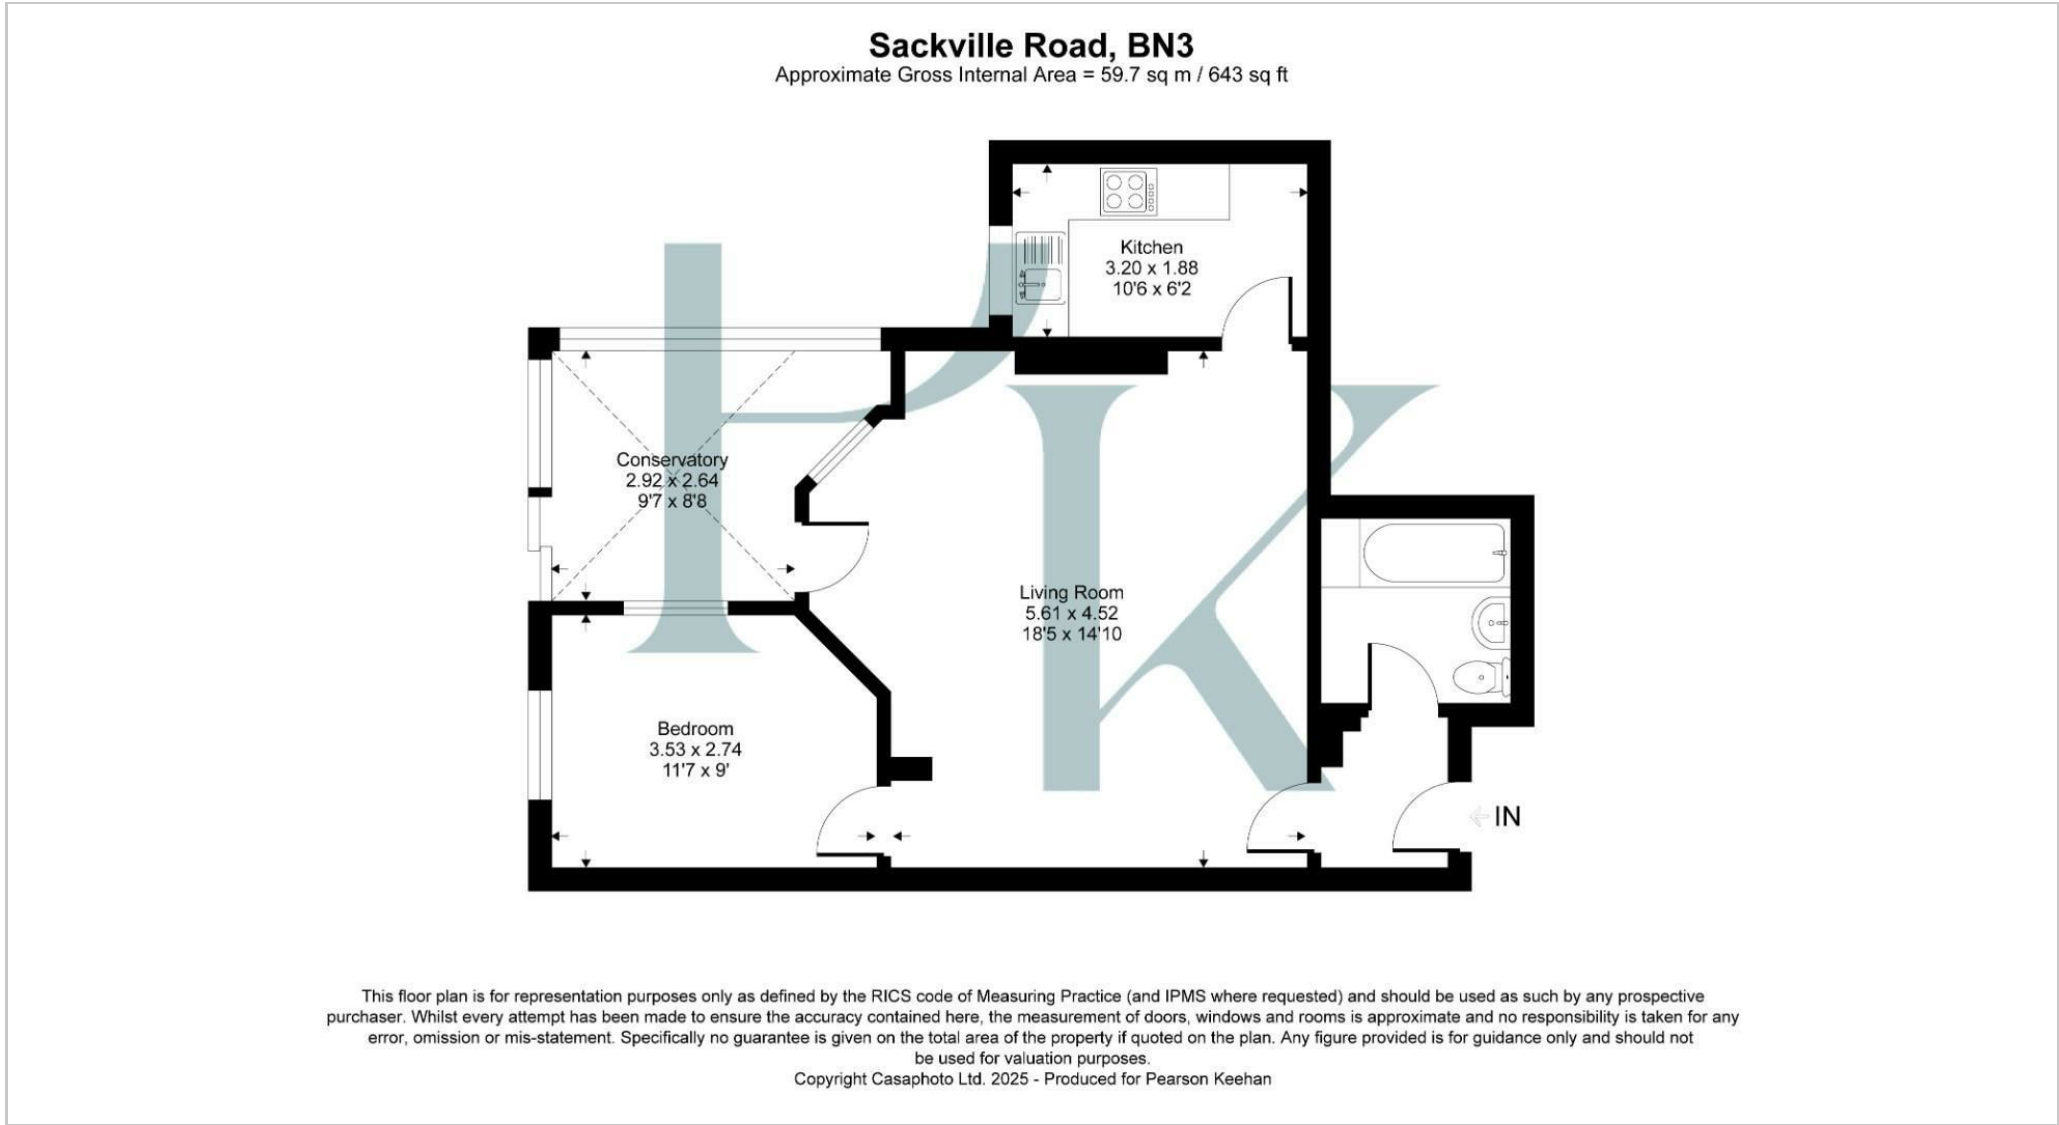 Sackville Road, BN3
Approximate Gross Internal Area = 59.7 sq m / 643 sq ft
Kitchen
3.20 x 1.88
10'6 x 6'2
Conservatory
2.92 x 2.64
9'7 x 8'8
Living Room
5.61 x 4.52
18'5 x 14'10
Bedroom
3.53 x 2.74
11'7 x 9'
IN
PK
This floor plan is for representation purposes only as defined by the RICS code of Measuring Practice (and IPMS where requested) and should be used as such by any prospective
purchaser. Whilst every attempt has been made to ensure the accuracy contained here, the measurement of doors, windows and rooms is approximate and no responsibility is taken for any
error, omission or mis-statement. Specifically no guarantee is given on the total area of the property if quoted on the plan. Any figure provided is for guidance only and should not
be used for valuation purposes.
Copyright Casaphoto Ltd. 2025 - Produced for Pearson Keehan